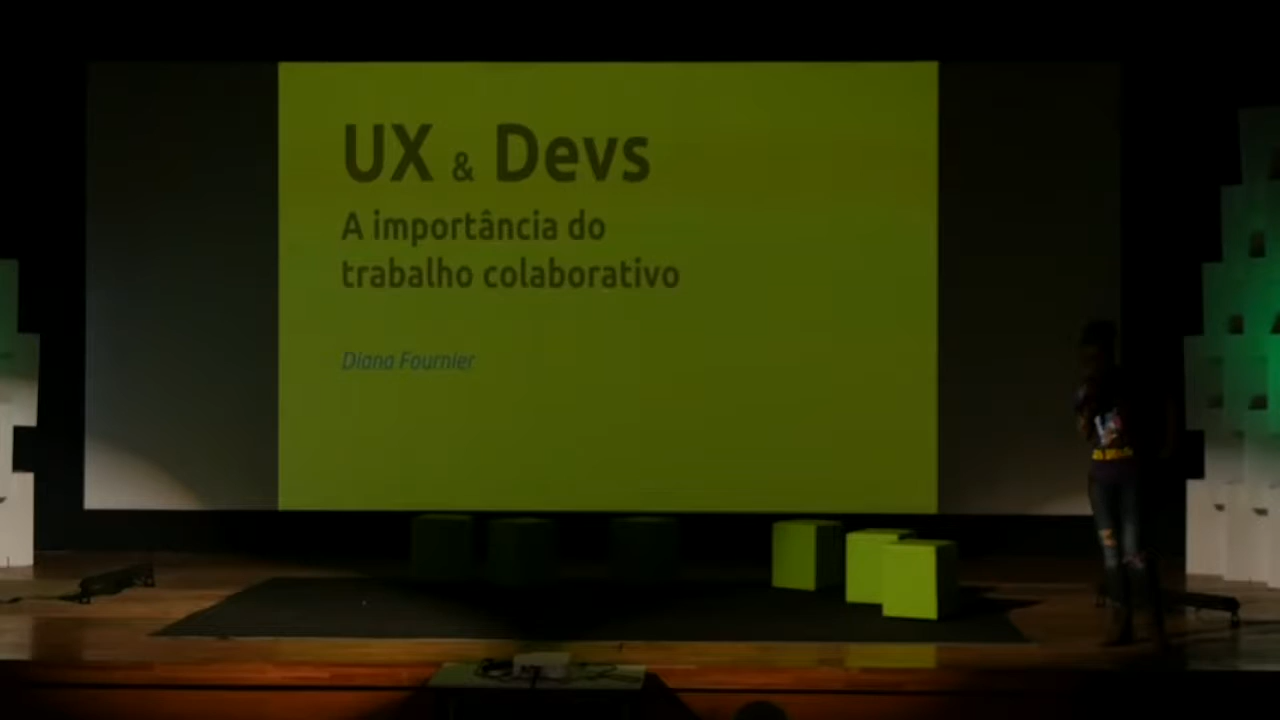 UX & Devs
A importância do
trabalho colaborativo
Diana Fournier